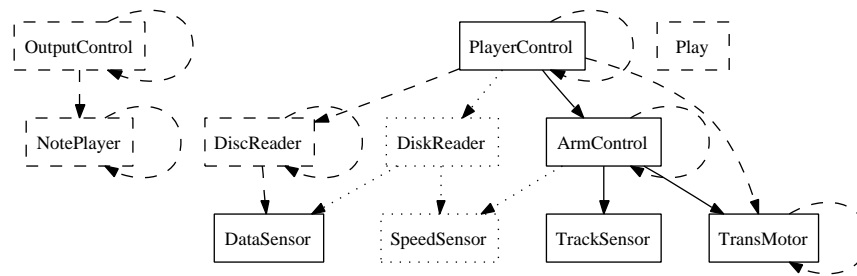 OutputControl
PlayerControl
Play
NotePlayer
DiscReader
DiskReader
ArmControl
DataSensor
SpeedSensor
TrackSensor
TransMotor